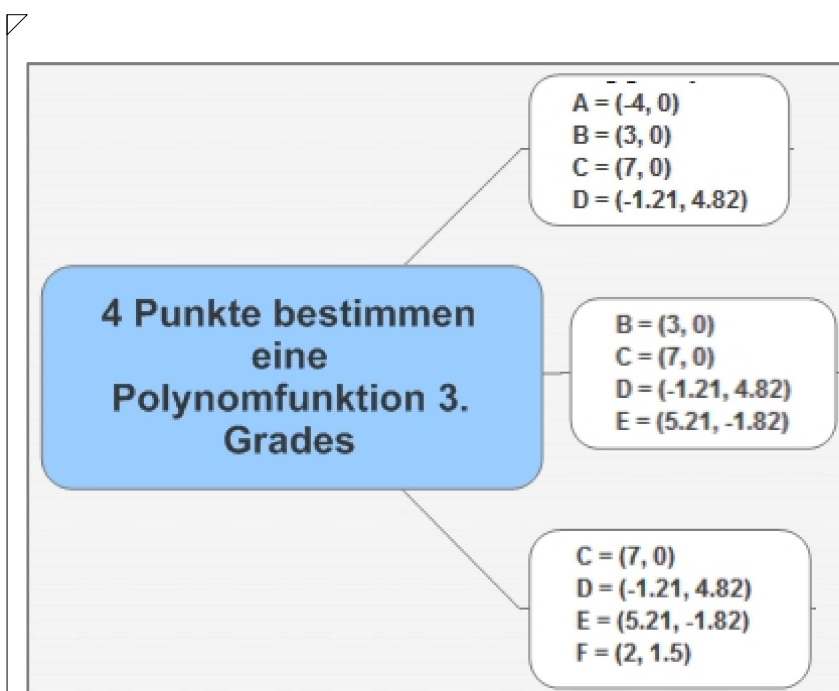 A = (-4, 0)
B = (3, 0)
C = (7, 0)
D = (-1.21, 4.82)
4 Punkte bestimmen
eine
Polynomfunktion 3.
Grades
B = (3, 0)
C = (7, 0)
D = (-1.21, 4.82)
E = (5.21, -1.82)
C = (7, 0)
D = (-1.21, 4.82)
E = (5.21, -1.82)
F = (2, 1.5)